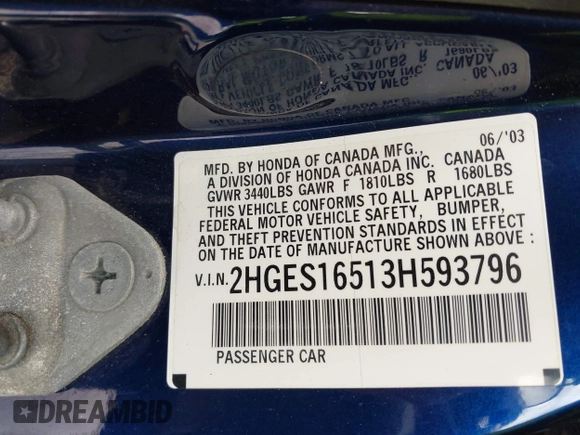 06/'03
MFD. BY HONDA OF CANADA MFG.,
A DIVISION OF HONDA CANADA INC. CANADA
GVWR 3440LBS GAWR F 1810LBS R 1680LBS
THIS VEHICLE CONFORMS TO ALL APPLICABLE
FEDERAL MOTOR VEHICLE SAFETY, BUMPER,
AND THEFT PREVENTION STANDARDS IN EFFECT
ON THE DATE OF MANUFACTURE SHOWN ABOVE :
V.I.N. 2HGES16513H593796
PASSENGER CAR
DREAMBID